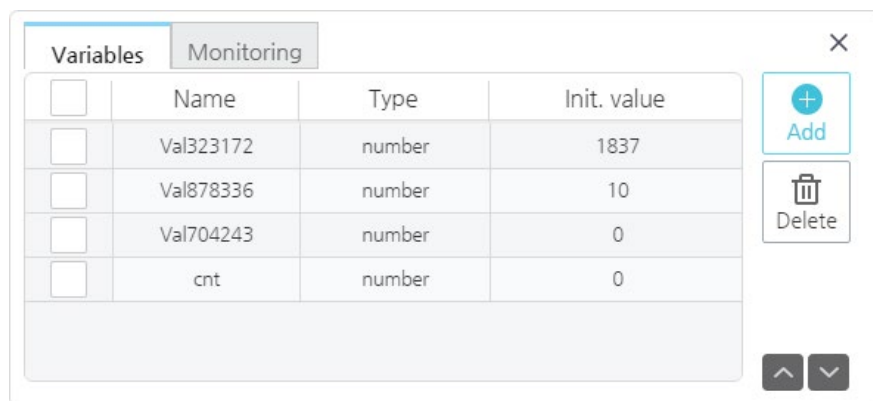 Variables Monitoring
Name Type Init. value
Val323172 number 1837
Val878336 number 10
Val704243 number 0
cnt number 0
Add
Delete